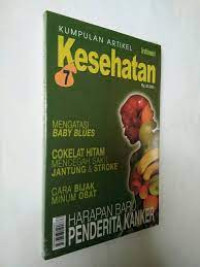 KUMPULAN ARTIKEL
intisari
Kesehatan
7
MENGATASI
BABY BLUES
COKELAT HITAM
MENCEGAH SAKIT
JANTUNG & STROKE
CARA BIJAK
MINUM OBAT
HARAPAN BARU
PENDERITA KANKER